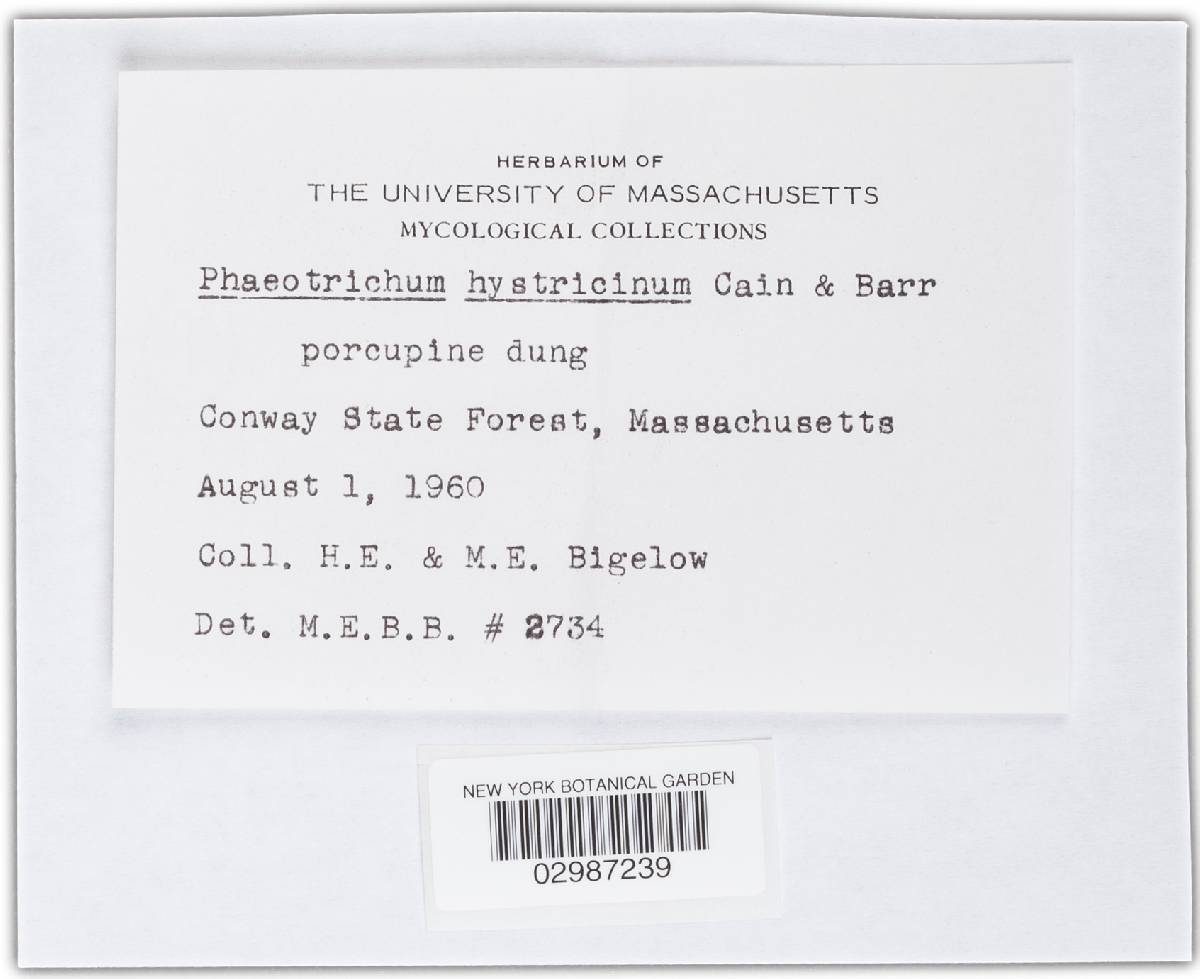 HERBARIUM OF
THE UNIVERSITY OF MASSACHUSETTS
MYCOLOGICAL COLLECTIONS
Phaeotrichum hystricinum Cain & Barr
porcupine dung
Conway State Forest, Massachusetts
August 1, 1960
Coll. H.E. & M.E. Bigelow
Det. M.E.B.B. # 2734
NEW YORK BOTANICAL GARDEN
02987239